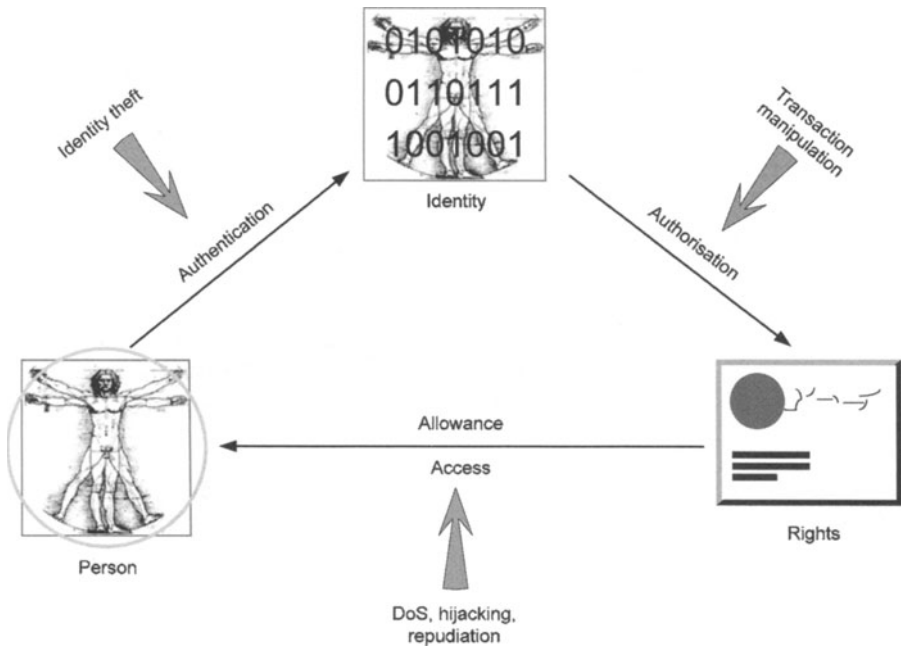 0101010
0110111
1001001
Identity
Identity theft
Transaction
manipulation
Authentication
Authorisation
Allowance
Access
Person
Rights
DoS, hijacking,
repudiation